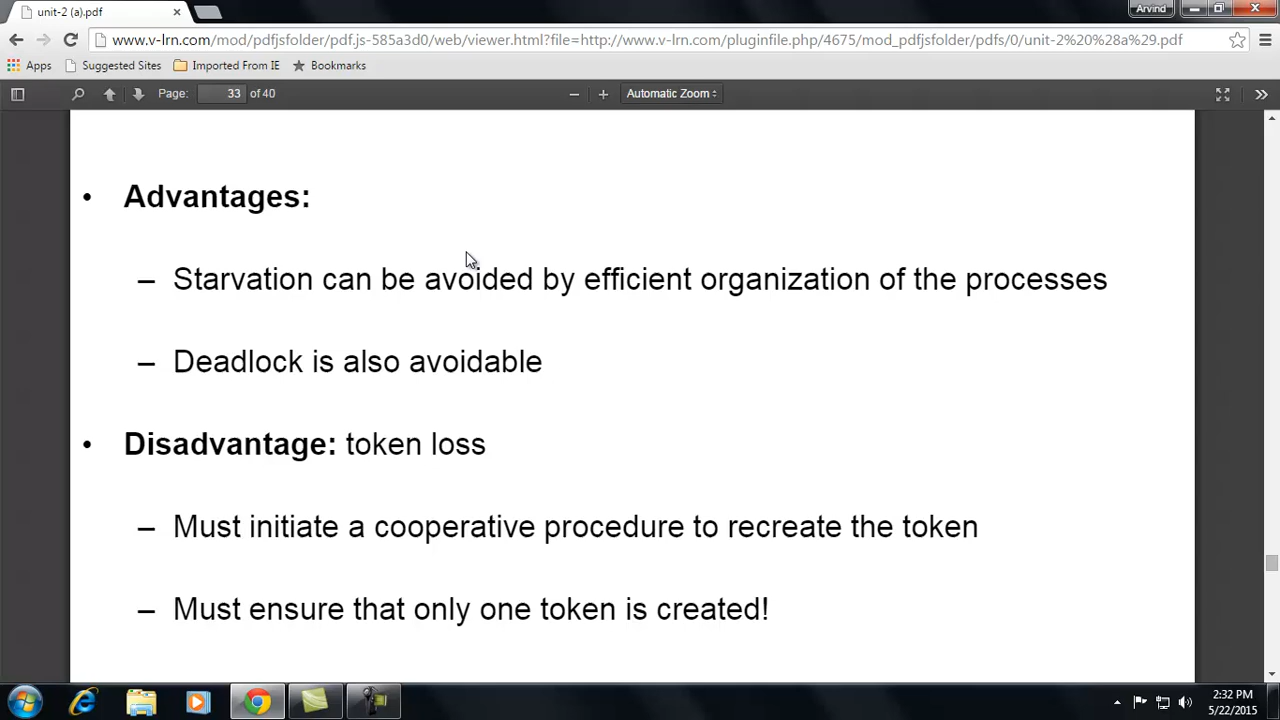 unit-2 (a).pdf
Arvind
www.v-lrn.com/mod/pdfjsfolder/pdf.js-585a3d0/web/viewer.html?file=http://www.v-lrn.com/pluginfile.php/4675/mod_pdfjsfolder/pdfs/0/unit-2%20%28a%29.pdf
Apps Suggested Sites Imported From IE Bookmarks
Page: 33 of 40 Automatic Zoom
• Advantages:
– Starvation can be avoided by efficient organization of the processes
– Deadlock is also avoidable
• Disadvantage: token loss
– Must initiate a cooperative procedure to recreate the token
– Must ensure that only one token is created!
2:32 PM
5/22/2015